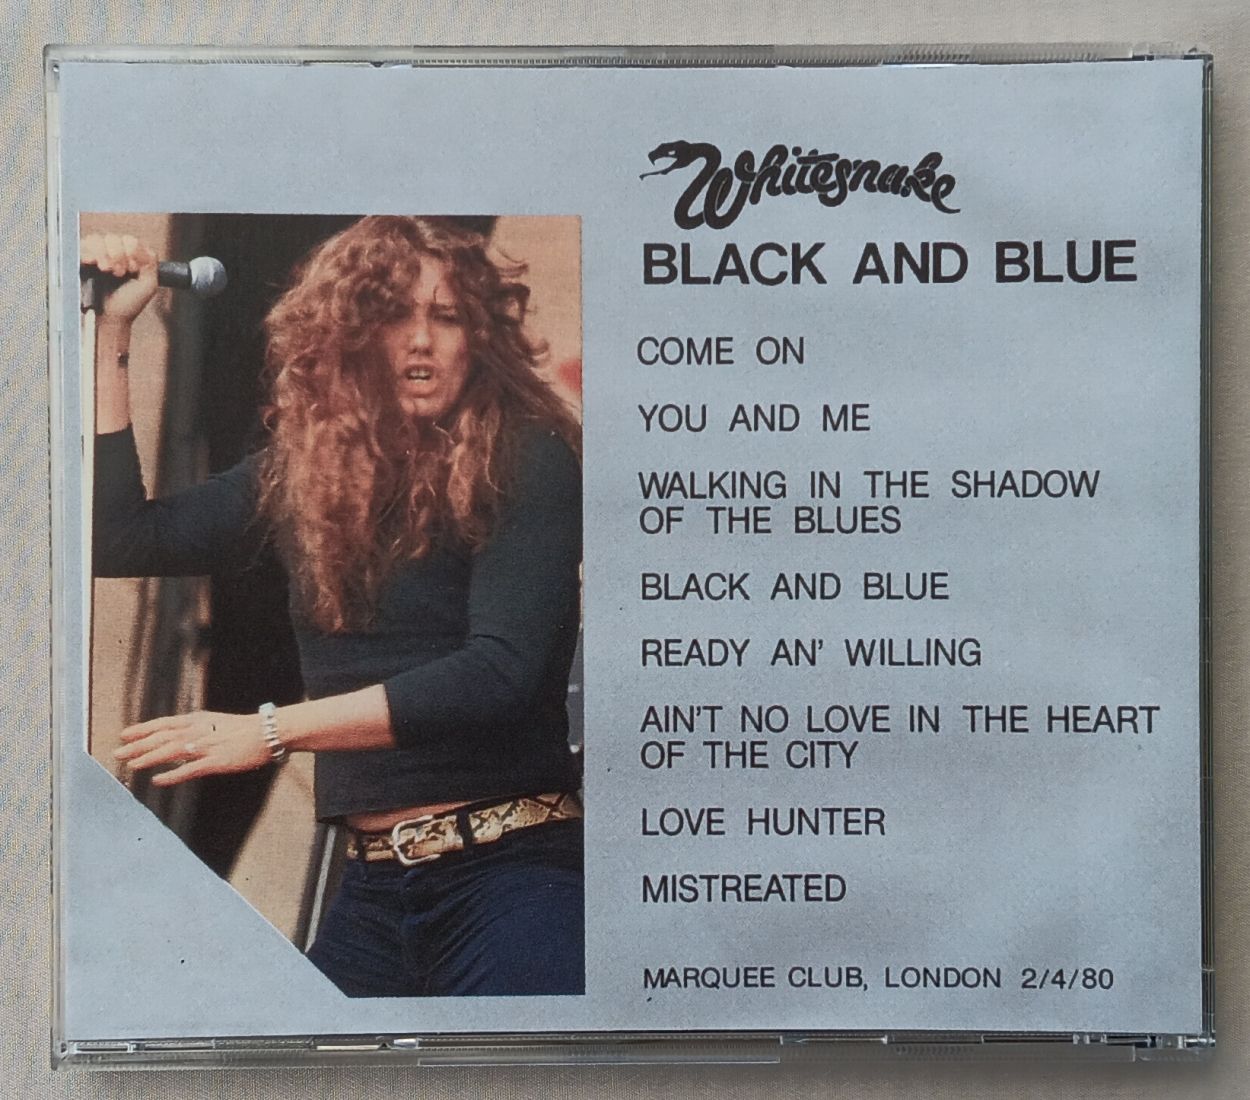 Whitesnake
BLACK AND BLUE
COME ON
YOU AND ME
WALKING IN THE SHADOW
OF THE BLUES
BLACK AND BLUE
READY AN' WILLING
AIN'T NO LOVE IN THE HEART
OF THE CITY
LOVE HUNTER
MISTREATED
MARQUEE CLUB, LONDON 2/4/80